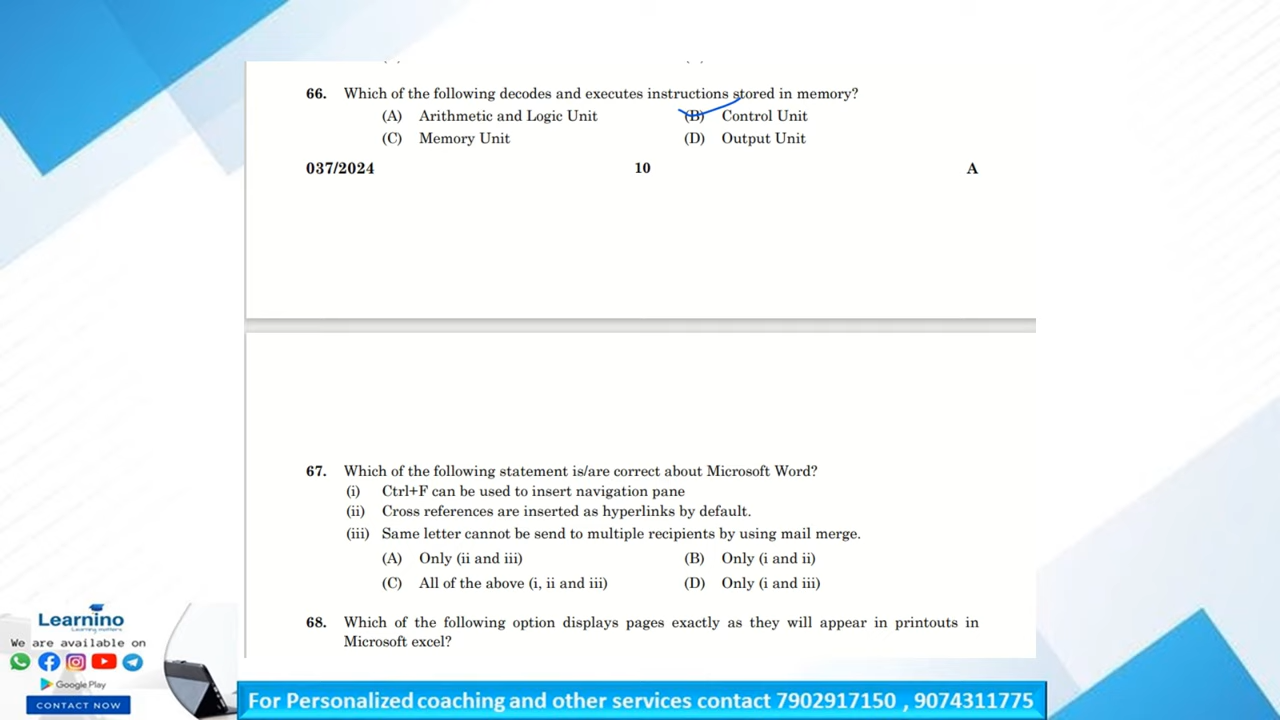 66. Which of the following decodes and executes instructions stored in memory?
(A) Arithmetic and Logic Unit (B) Control Unit
(C) Memory Unit (D) Output Unit
037/2024 10 A
67. Which of the following statement is/are correct about Microsoft Word?
(i) Ctrl+F can be used to insert navigation pane
(ii) Cross references are inserted as hyperlinks by default.
(iii) Same letter cannot be send to multiple recipients by using mail merge.
(A) Only (ii and iii) (B) Only (i and ii)
(C) All of the above (i, ii and iii) (D) Only (i and iii)
68. Which of the following option displays pages exactly as they will appear in printouts in
Microsoft excel?
Learnino
Learning matters
We are available on
Google Play
CONTACT NOW
For Personalized coaching and other services contact 7902917150 , 9074311775